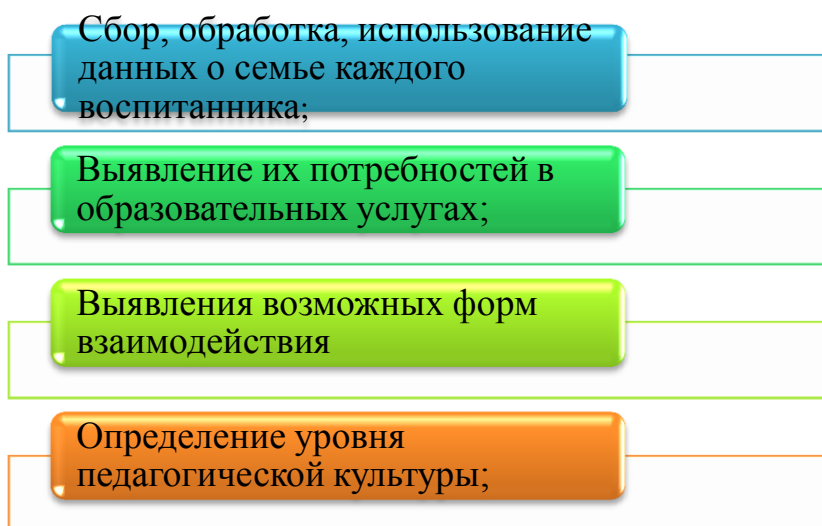 Сбор, обработка, использование
данных о семье каждого
воспитанника;
Выявление их потребностей в
образовательных услугах;
Выявления возможных форм
взаимодействия
Определение уровня
педагогической культуры;